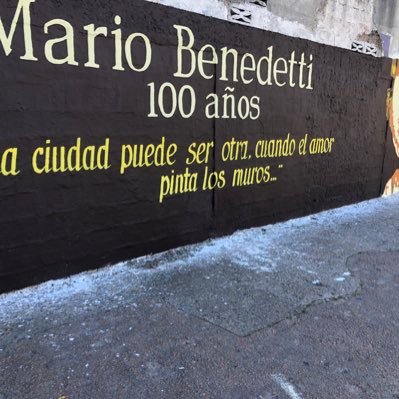 Mario Benedetti
100 años
a ciudad puede ser otra, cuando el amor
pinta los muros..."